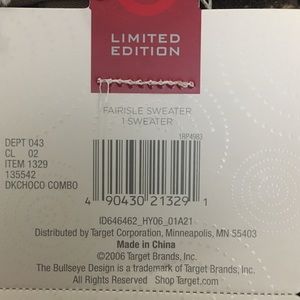 LIMITED
EDITION
FAIRISLE SWEATER
1 SWEATER
1BP4983
DEPT 043
CL 02
ITEM 1329
135542
DKCHOCO COMBO
4 90430 21329 1
ID646462_HY06_01A21
Distributed by Target Corporation, Minneapolis, MN 55403
Made in China
©2006 Target Brands, Inc.
The Bullseye Design is a trademark of Target Brands, Inc.
All Rights Reserved Shop Target.com